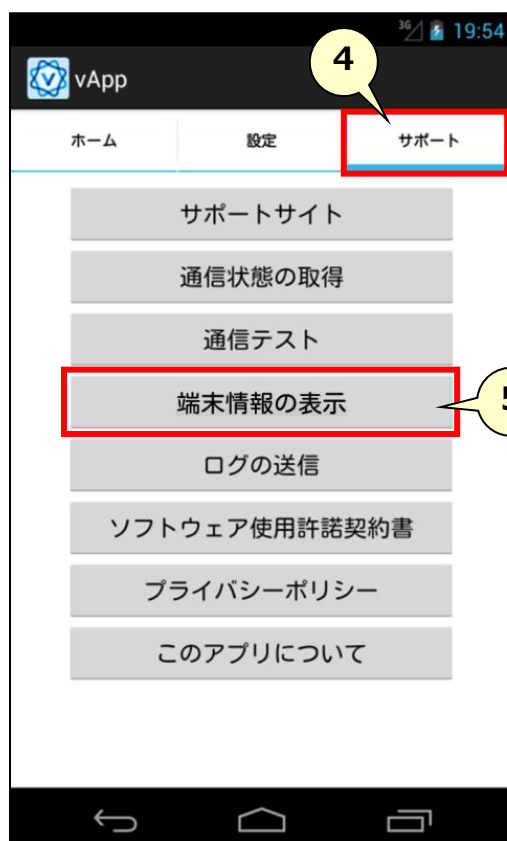 3G 19:54
4
vApp
ホーム 設定 サポート
サポートサイト
通信状態の取得
通信テスト
端末情報の表示
5
ログの送信
ソフトウェア使用許諾契約書
プライバシーポリシー
このアプリについて